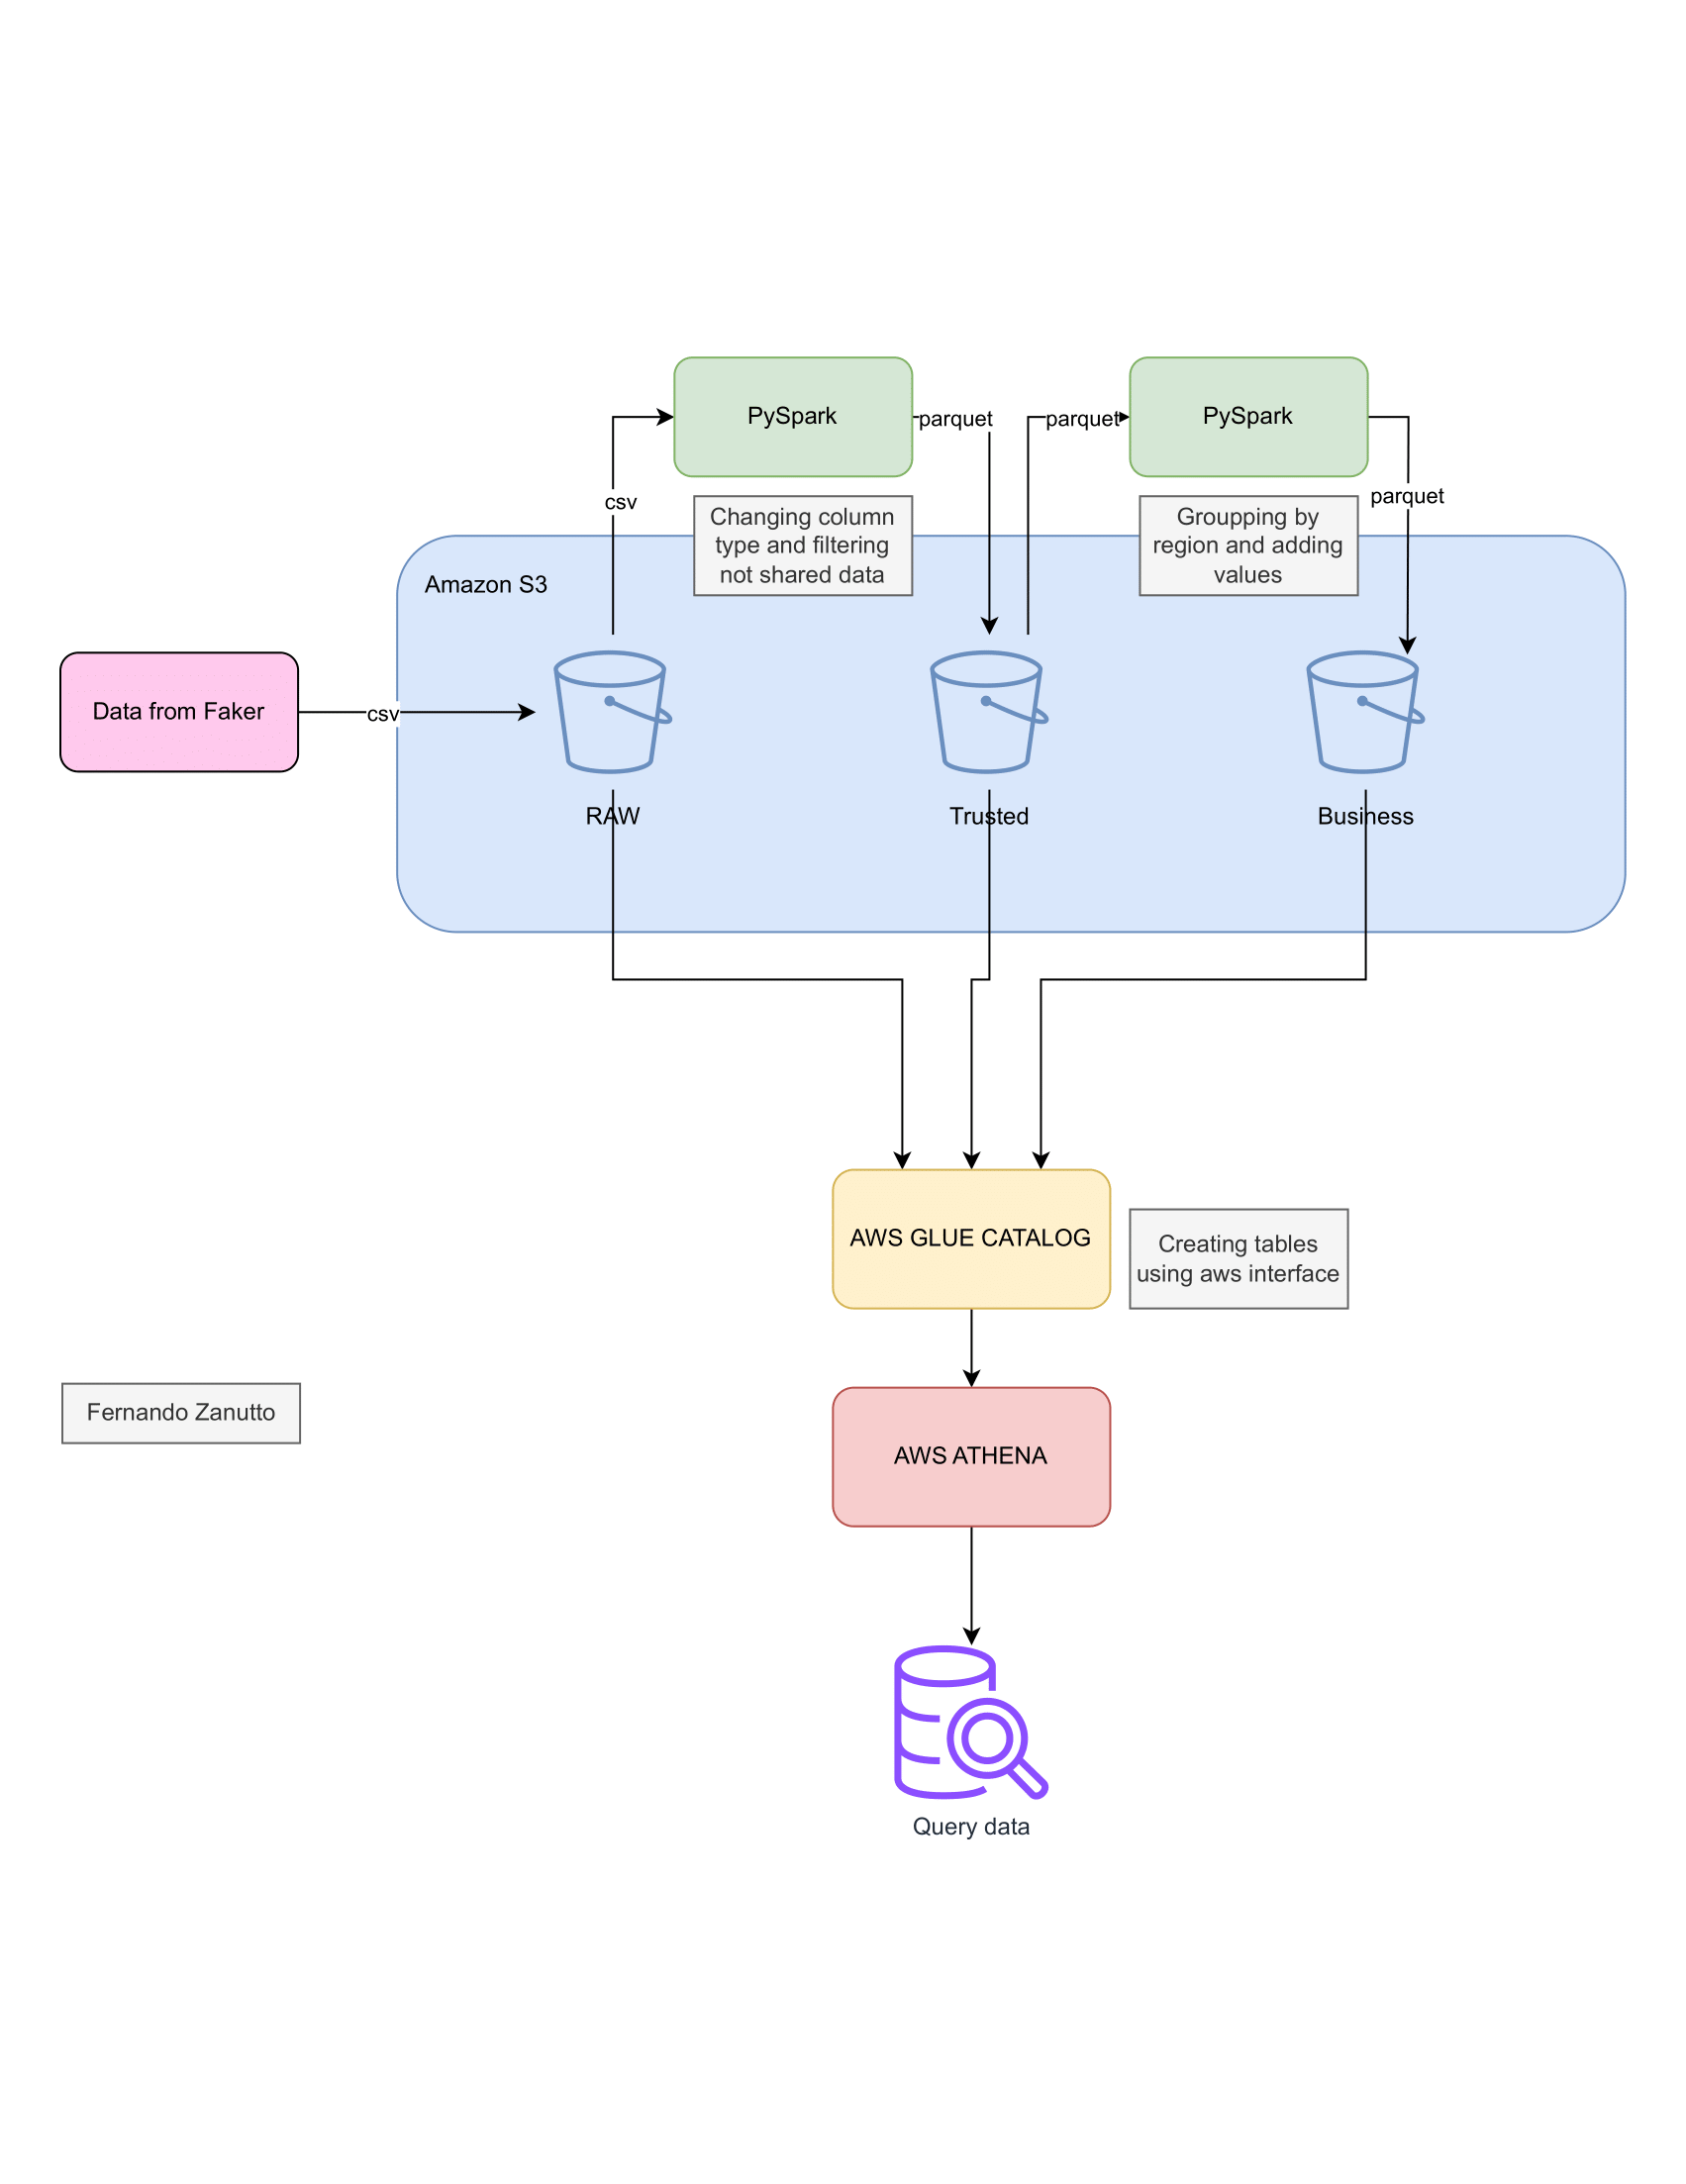 PySpark
PySpark
parquet
parquet
csv
parquet
Changing column
type and filtering
not shared data
Groupping by
region and adding
values
Amazon S3
Data from Faker
csv
RAW
Trusted
Business
AWS GLUE CATALOG
Creating tables
using aws interface
Fernando Zanutto
AWS ATHENA
Query data